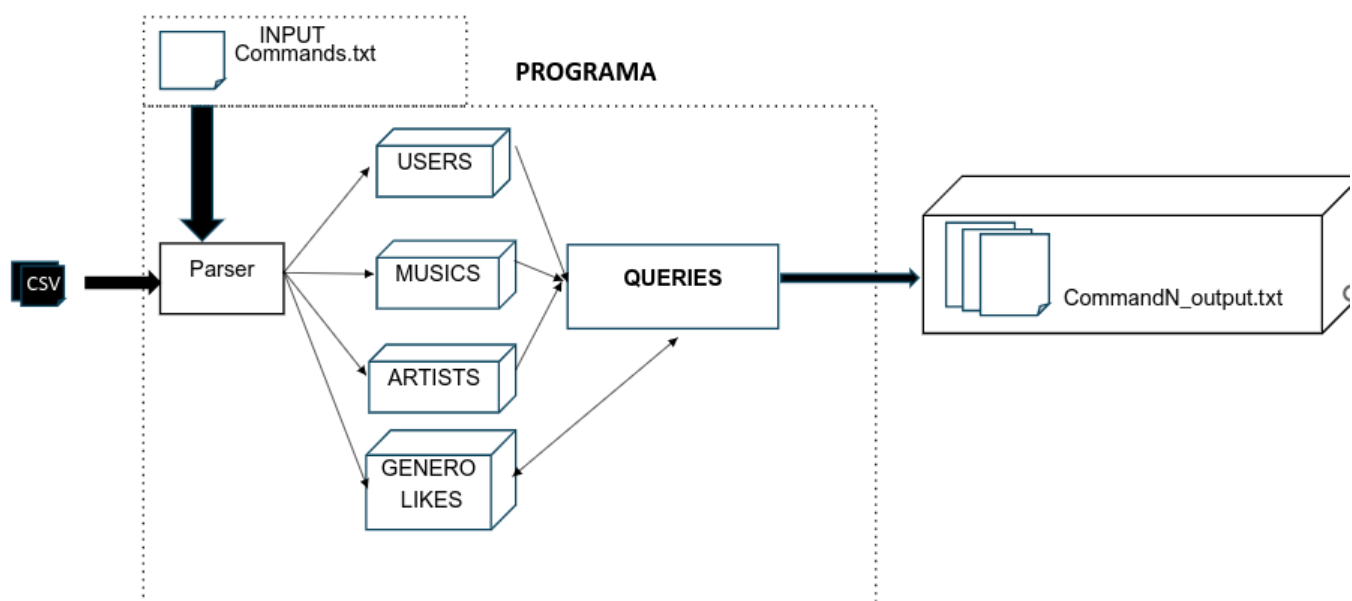 INPUT
Commands.txt
PROGRAMA
USERS
Parser
MUSICS
QUERIES
CSV
CommandN_output.txt
ARTISTS
GENERO
LIKES